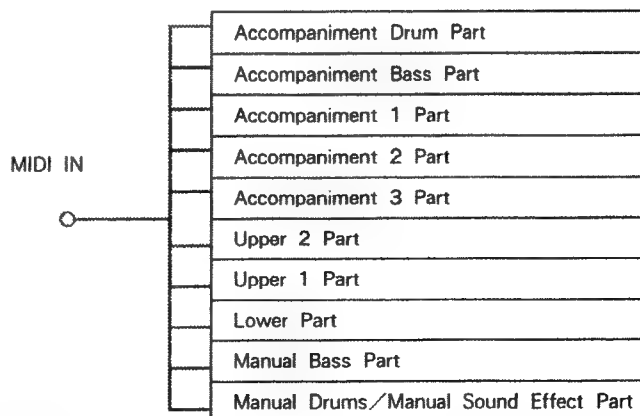 Accompaniment Drum Part
Accompaniment Bass Part
Accompaniment 1 Part
Accompaniment 2 Part
MIDI IN
Accompaniment 3 Part
Upper 2 Part
Upper 1 Part
Lower Part
Manual Bass Part
Manual Drums/Manual Sound Effect Part